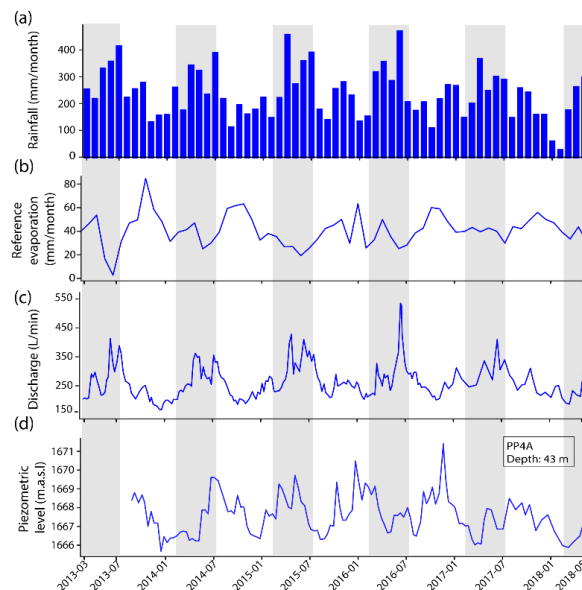 (a)
Rainfall (mm/month)
400
300
200
100
0
(b)
Reference
evaporation
(mm/month)
80
60
40
20
0
(c)
Discharge (L/min)
550
450
350
250
150
(d)
Piezometric
level (m.a.s.l)
1671
1670
1669
1668
1667
1666
PP4A
Depth: 43 m
2013-03
2013-07
2014-01
2014-07
2015-01
2015-07
2016-01
2016-07
2017-01
2017-07
2018-01